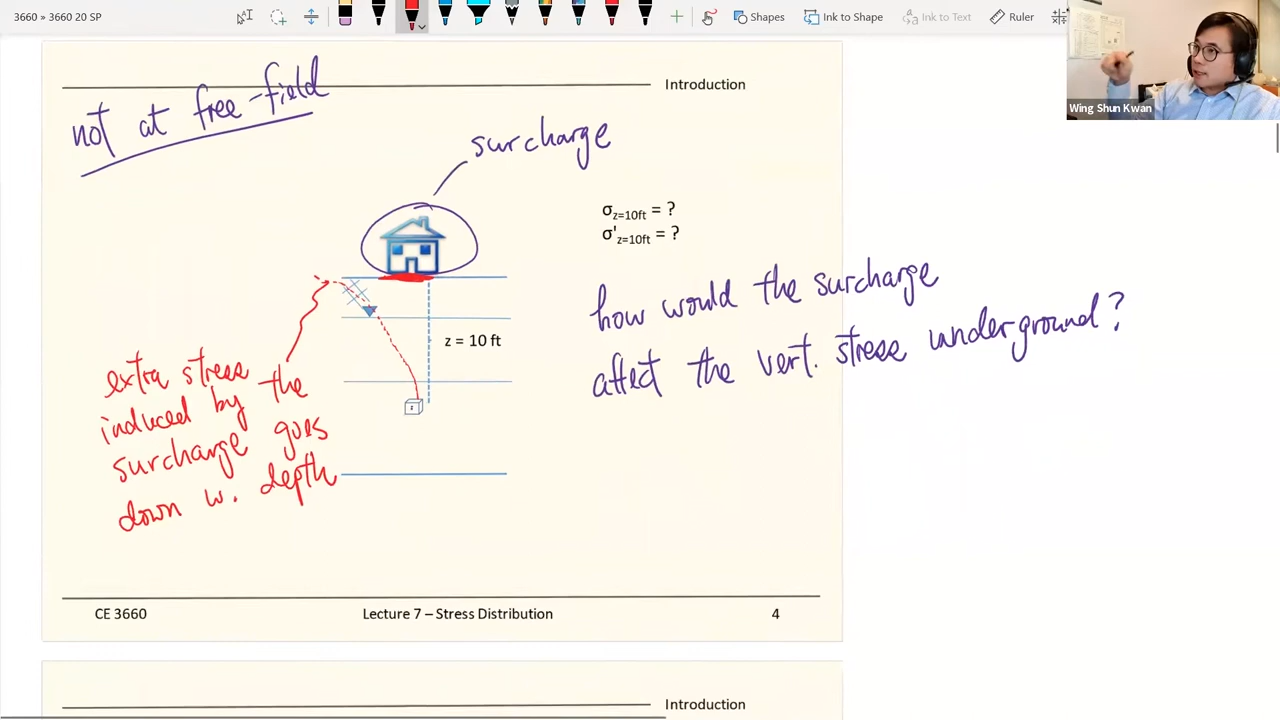 3660 » 3660 20 SP
Shapes
Ink to Shape
Ink to Text
Ruler
Wing Shun Kwan
Introduction
not at free-field
surcharge
σz=10ft = ?
σ'z=10ft = ?
how would the surcharge
affect the vert. stress underground?
z = 10 ft
extra stress
induced by the
surcharge goes
down w. depth
CE 3660
Lecture 7 – Stress Distribution
4
Introduction